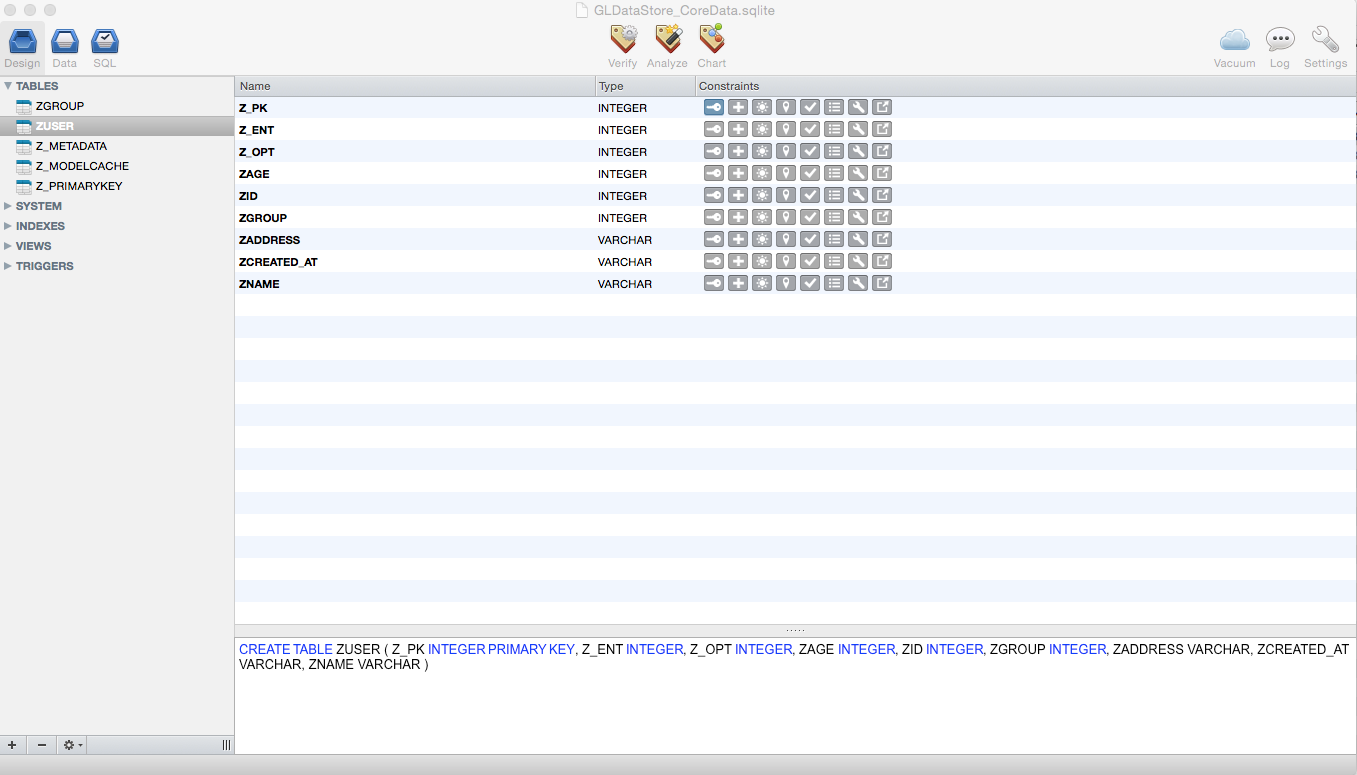 GLDataStore_CoreData.sqlite
Design Data SQL Verify Analyze Chart Vacuum Log Settings
TABLES
ZGROUP
ZUSER
Z_METADATA
Z_MODELCACHE
Z_PRIMARYKEY
SYSTEM
INDEXES
VIEWS
TRIGGERS
Name Type Constraints
Z_PK INTEGER
Z_ENT INTEGER
Z_OPT INTEGER
ZAGE INTEGER
ZID INTEGER
ZGROUP INTEGER
ZADDRESS VARCHAR
ZCREATED_AT VARCHAR
ZNAME VARCHAR
CREATE TABLE ZUSER ( Z_PK INTEGER PRIMARY KEY, Z_ENT INTEGER, Z_OPT INTEGER, ZAGE INTEGER, ZID INTEGER, ZGROUP INTEGER, ZADDRESS VARCHAR, ZCREATED_AT
VARCHAR, ZNAME VARCHAR )